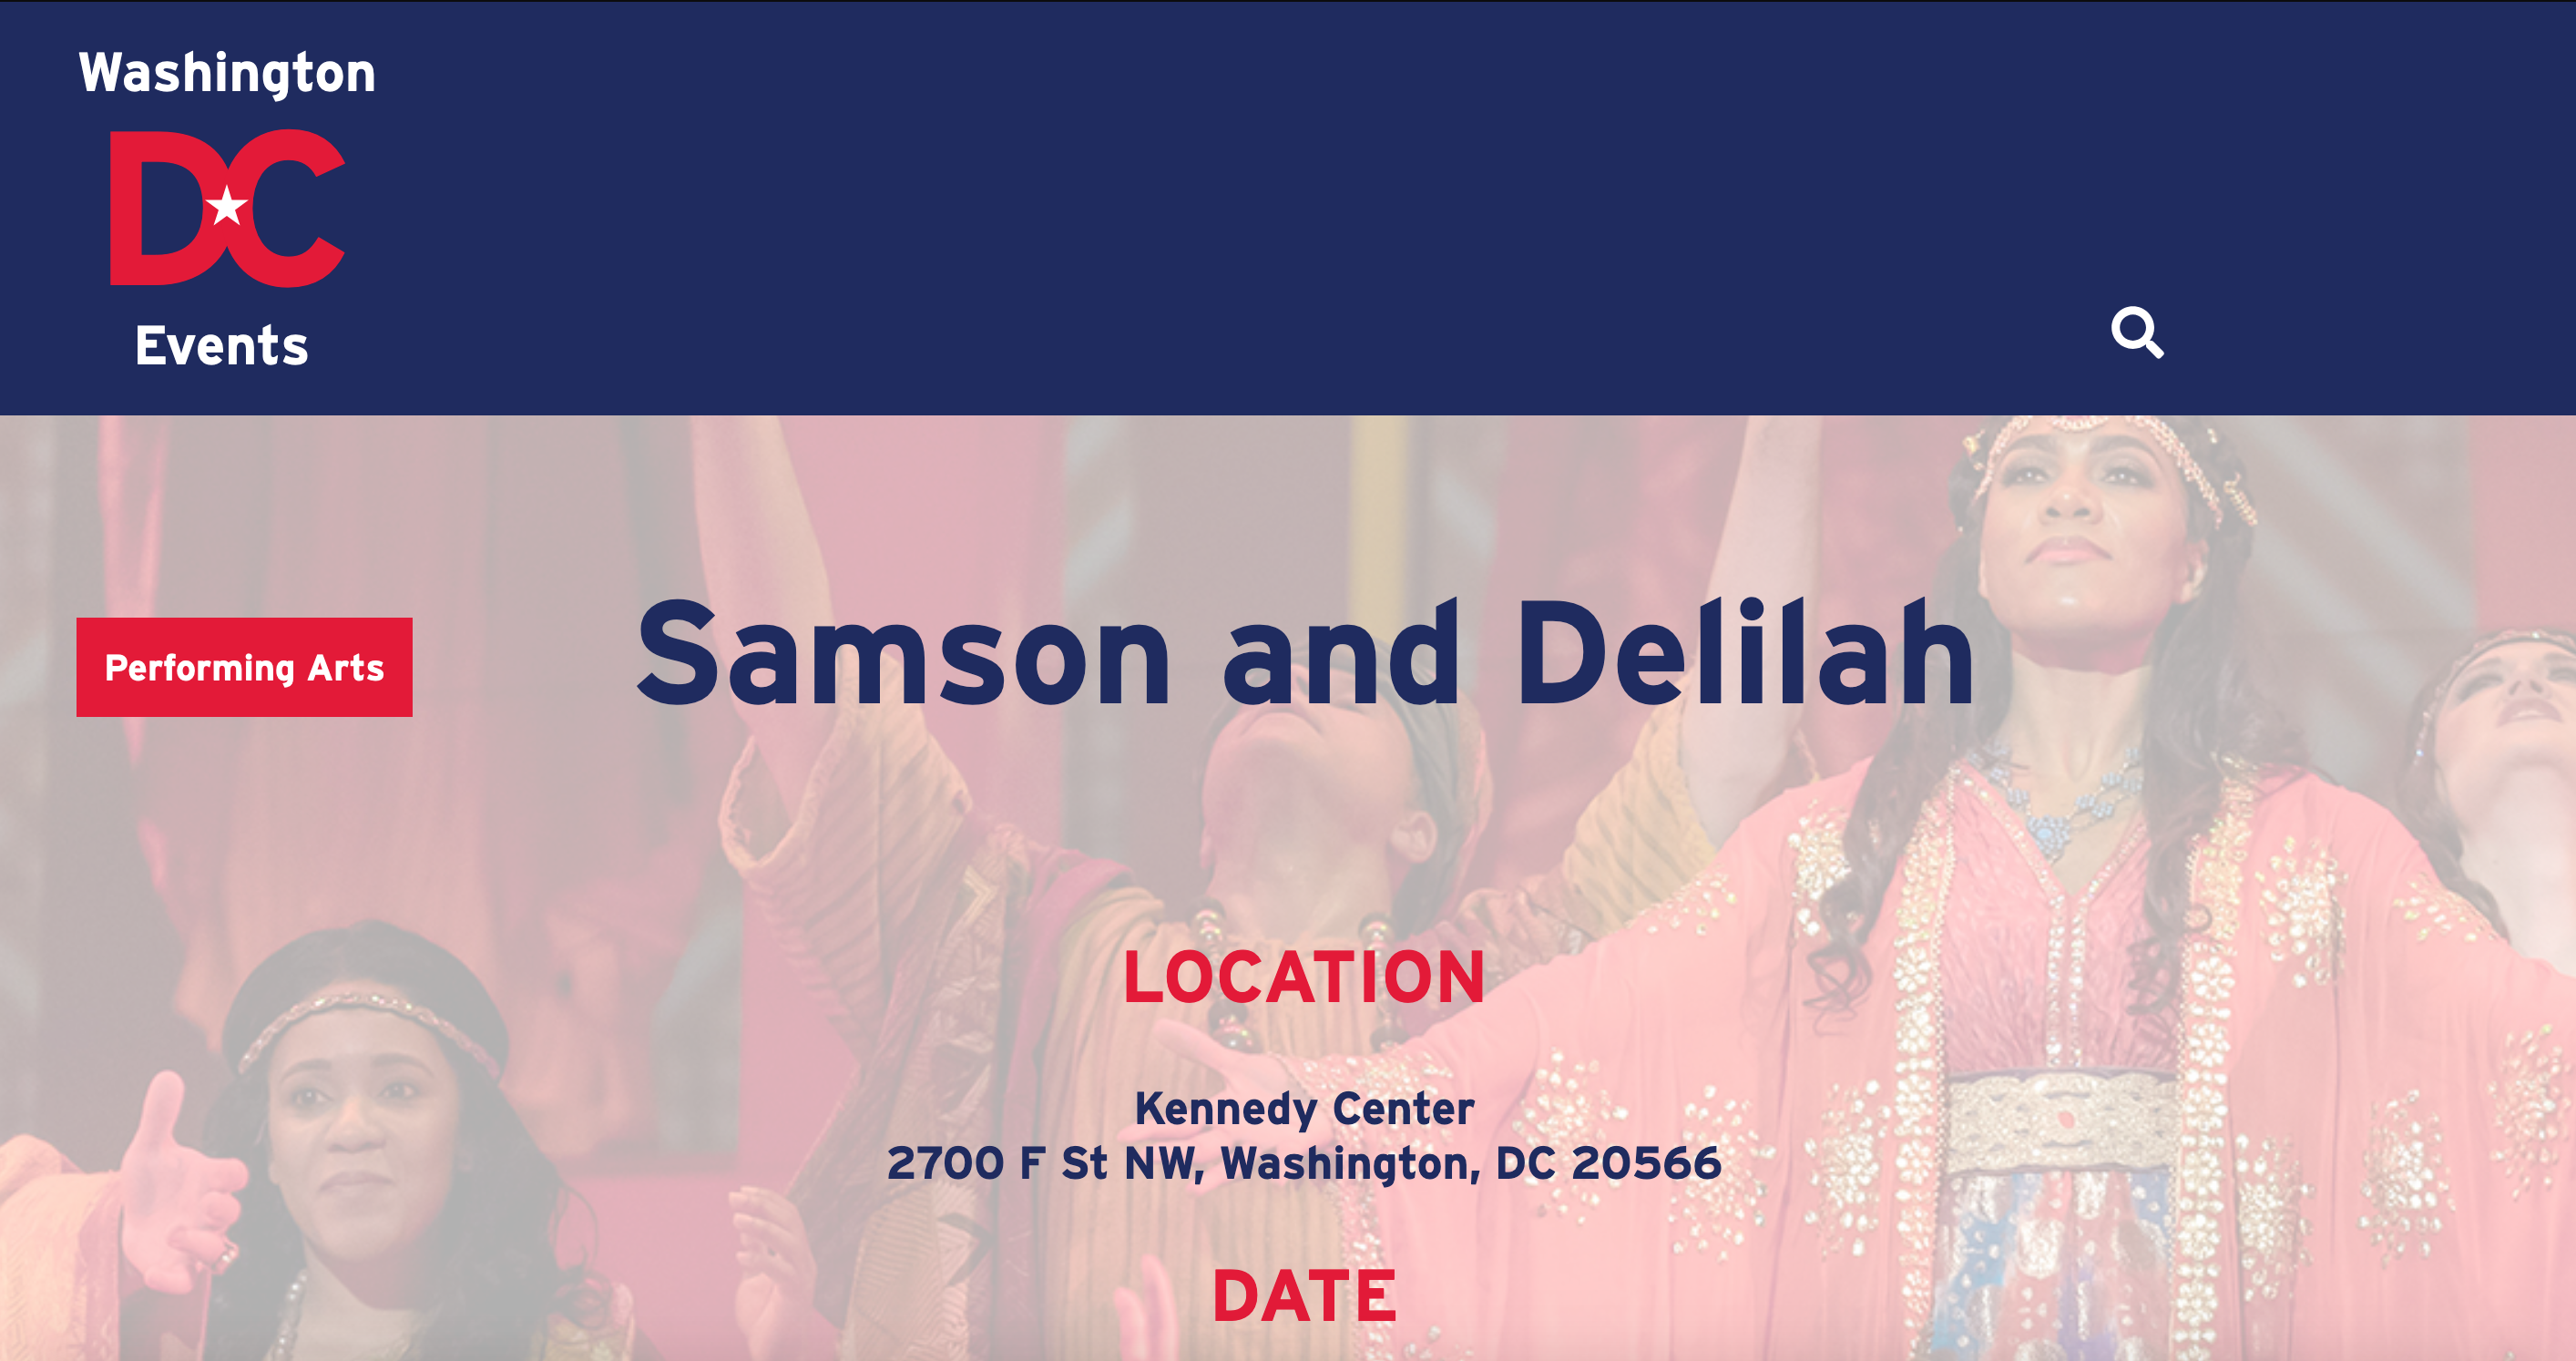 Washington
DC
Events
Performing Arts
Samson and Delilah
LOCATION
Kennedy Center
2700 F St NW, Washington, DC 20566
DATE